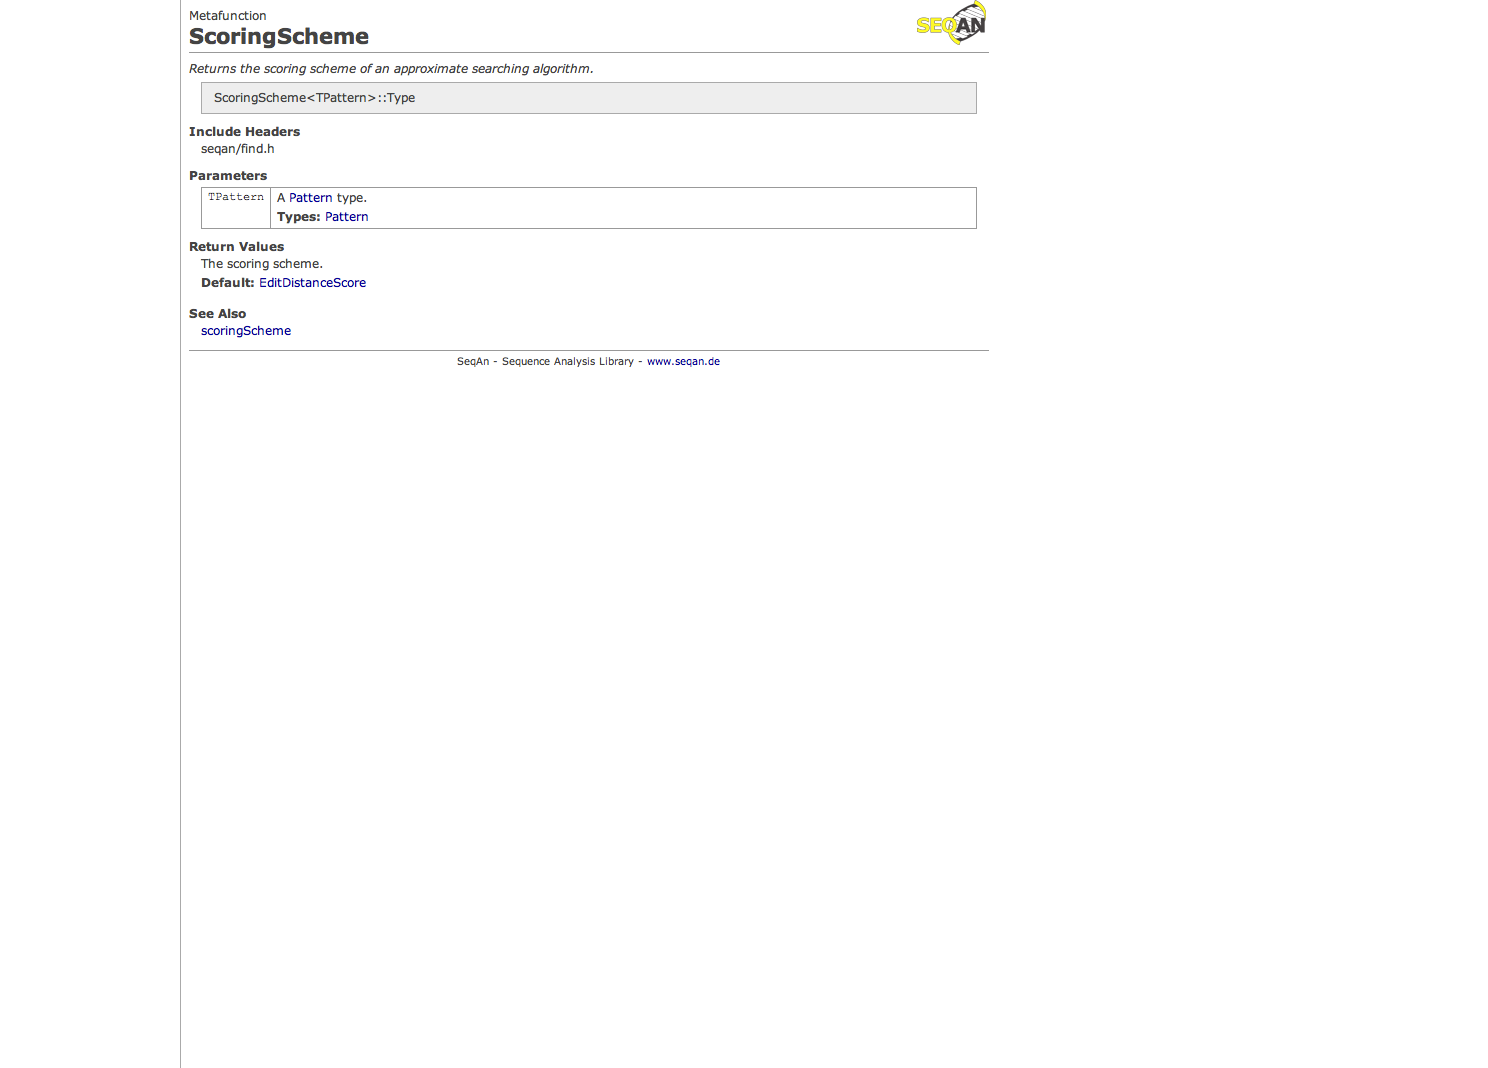 Metafunction
ScoringScheme
SEQAN
Returns the scoring scheme of an approximate searching algorithm.
ScoringScheme<TPattern>::Type
Include Headers
seqan/find.h
Parameters
TPattern A Pattern type.
Types: Pattern
Return Values
The scoring scheme.
Default: EditDistanceScore
See Also
scoringScheme
SeqAn - Sequence Analysis Library - www.seqan.de